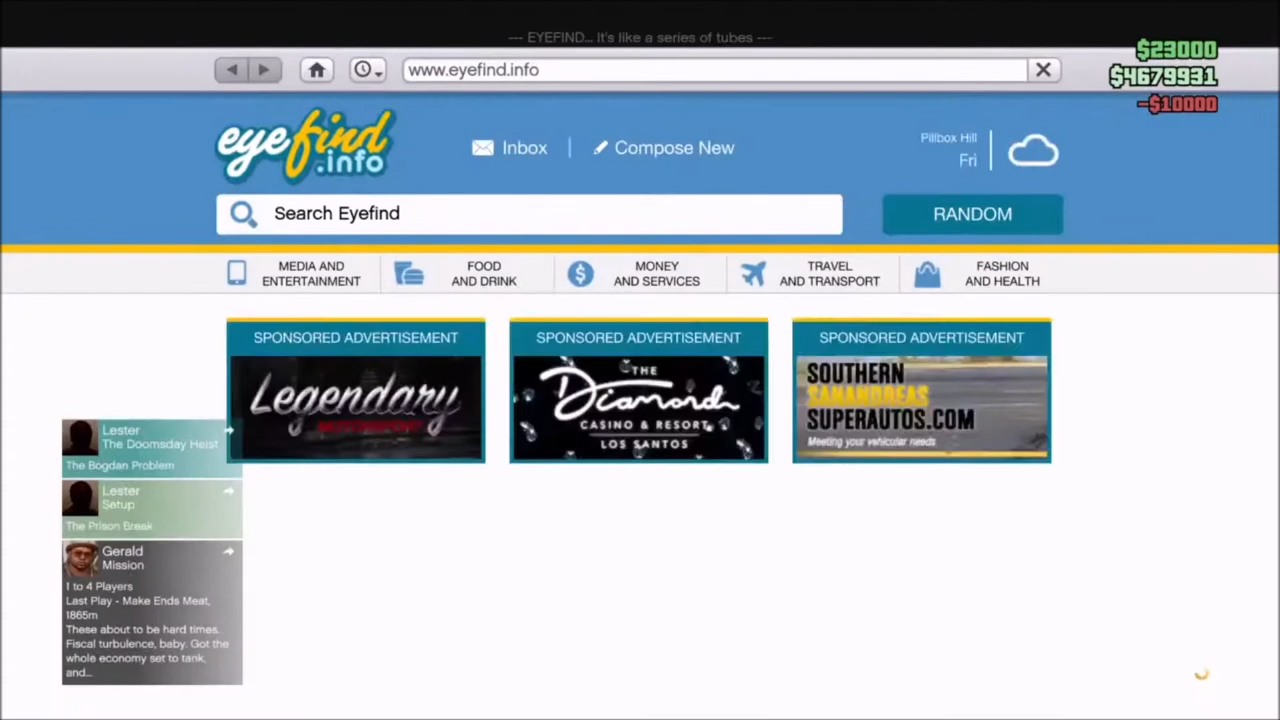 --- EYEFIND... It's like a series of tubes ---
www.eyefind.info
$23000
$4679931
-$10000
eyefind
.info
Inbox
Compose New
Pillbox Hill
Fri
Search Eyefind
RANDOM
MEDIA AND
ENTERTAINMENT
FOOD
AND DRINK
MONEY
AND SERVICES
TRAVEL
AND TRANSPORT
FASHION
AND HEALTH
SPONSORED ADVERTISEMENT
Legendary
MOTORSPORT
SPONSORED ADVERTISEMENT
THE
Diamond
CASINO & RESORT
LOS SANTOS
SPONSORED ADVERTISEMENT
SOUTHERN
SAN ANDREAS
SUPERAUTOS.COM
Meeting your vehicular needs
Lester
The Doomsday Heist
The Bogdan Problem
Lester
Setup
The Prison Break
Gerald
Mission
1 to 4 Players
Last Play - Make Ends Meat,
1865m
These about to be hard times.
Fiscal turbulence, baby. Got the
whole economy set to tank,
and...